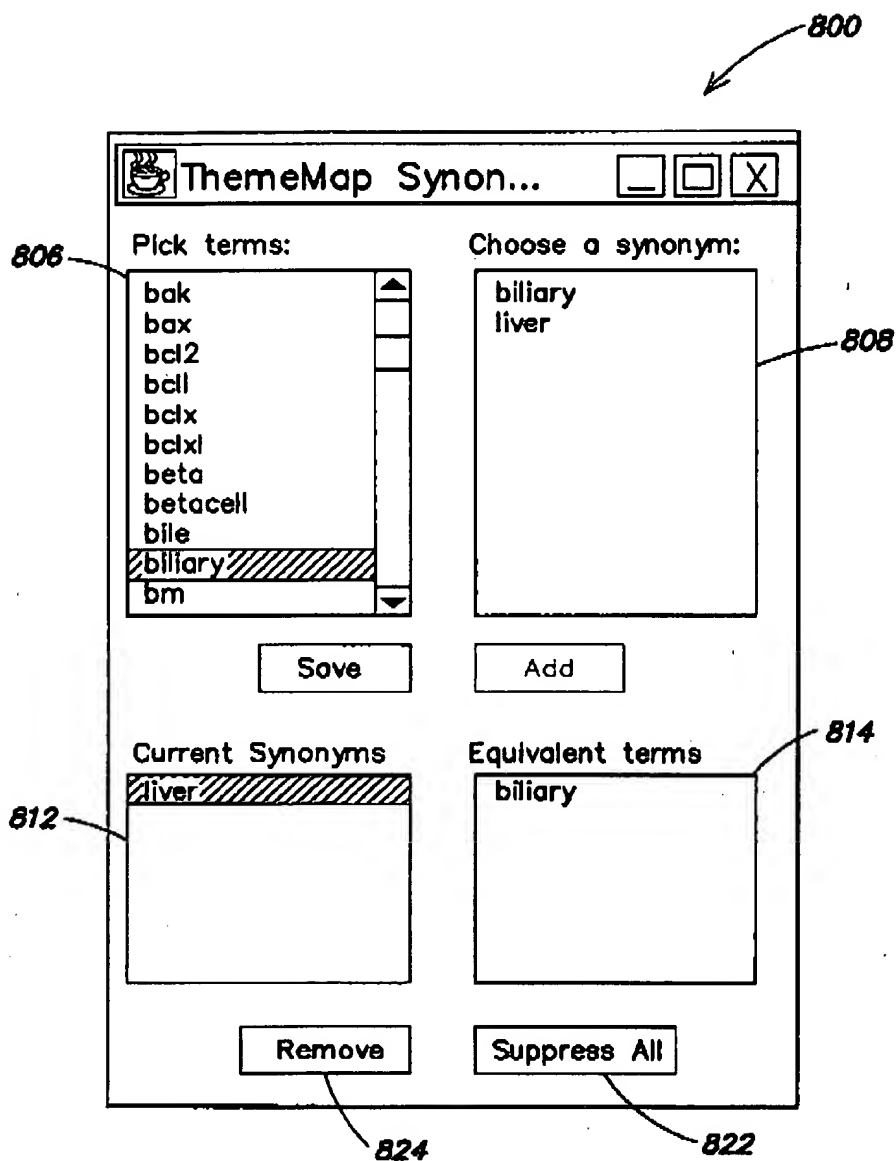 800
ThemeMap Synon...
Pick terms:
Choose a synonym:
806
bak
bax
bcl2
bcll
bclx
bclxl
beta
betacell
bile
biliary
bm
biliary
liver
808
Save
Add
Current Synonyms
Equivalent terms
814
liver
biliary
812
Remove
Suppress All
824
822